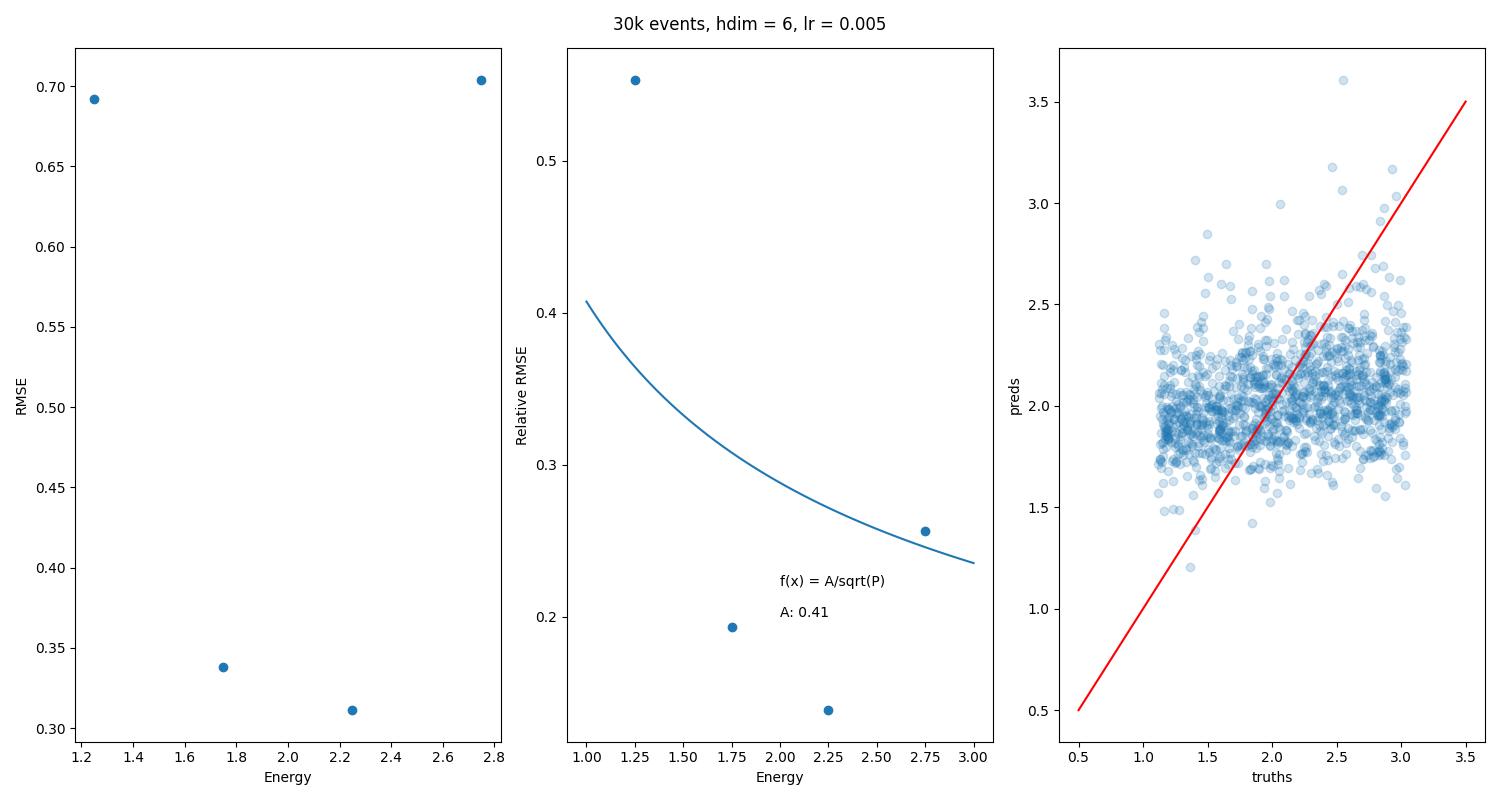 30k events, hdim = 6, lr = 0.005
RMSE
0.70
0.65
0.60
0.55
0.50
0.45
0.40
0.35
0.30
1.2 1.4 1.6 1.8 2.0 2.2 2.4 2.6 2.8
Energy
Relative RMSE
0.5
0.4
0.3
0.2
f(x) = A/sqrt(P)
A: 0.41
1.00 1.25 1.50 1.75 2.00 2.25 2.50 2.75 3.00
Energy
preds
3.5
3.0
2.5
2.0
1.5
1.0
0.5
0.5 1.0 1.5 2.0 2.5 3.0 3.5
truths